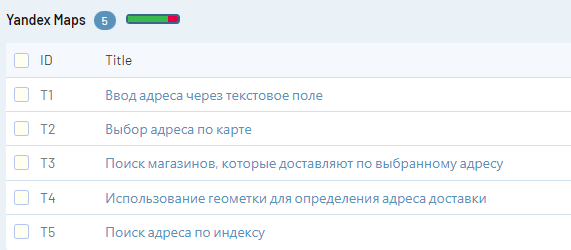 Yandex Maps 5
ID Title
T1 Ввод адреса через текстовое поле
T2 Выбор адреса по карте
T3 Поиск магазинов, которые доставляют по выбранному адресу
T4 Использование геометки для определения адреса доставки
T5 Поиск адреса по индексу